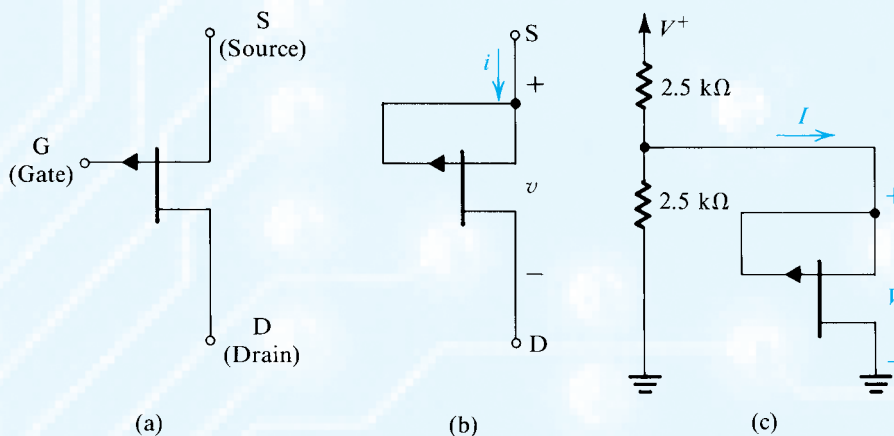 S
(Source)
G
(Gate)
D
(Drain)
(a)
S
i
+
v
−
D
(b)
V⁺
2.5 kΩ
I
2.5 kΩ
+
−
(c)